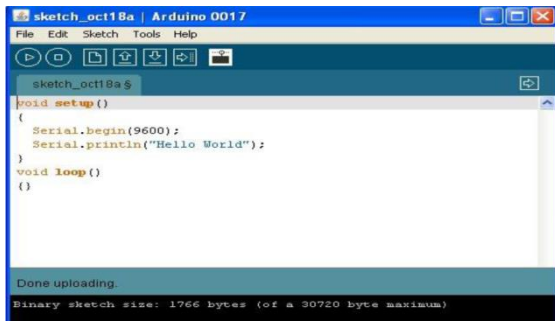 sketch_oct18a | Arduino 0017
File Edit Sketch Tools Help
sketch_oct18a §
void setup()
{
Serial.begin(9600);
Serial.println("Hello World");
}
void loop()
{}
Done uploading.
Binary sketch size: 1766 bytes (of a 30720 byte maximum)